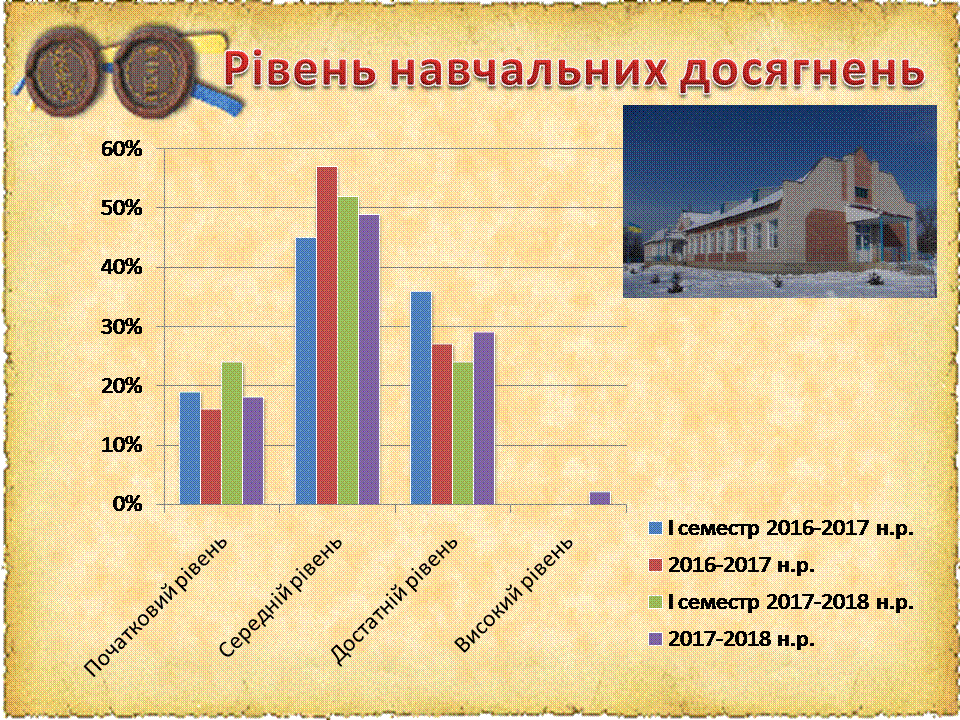 Рівень навчальних досягнень
60%
50%
40%
30%
20%
10%
0%
Початковий рівень
Середній рівень
Достатній рівень
Високий рівень
І семестр 2016-2017 н.р.
2016-2017 н.р.
І семестр 2017-2018 н.р.
2017-2018 н.р.